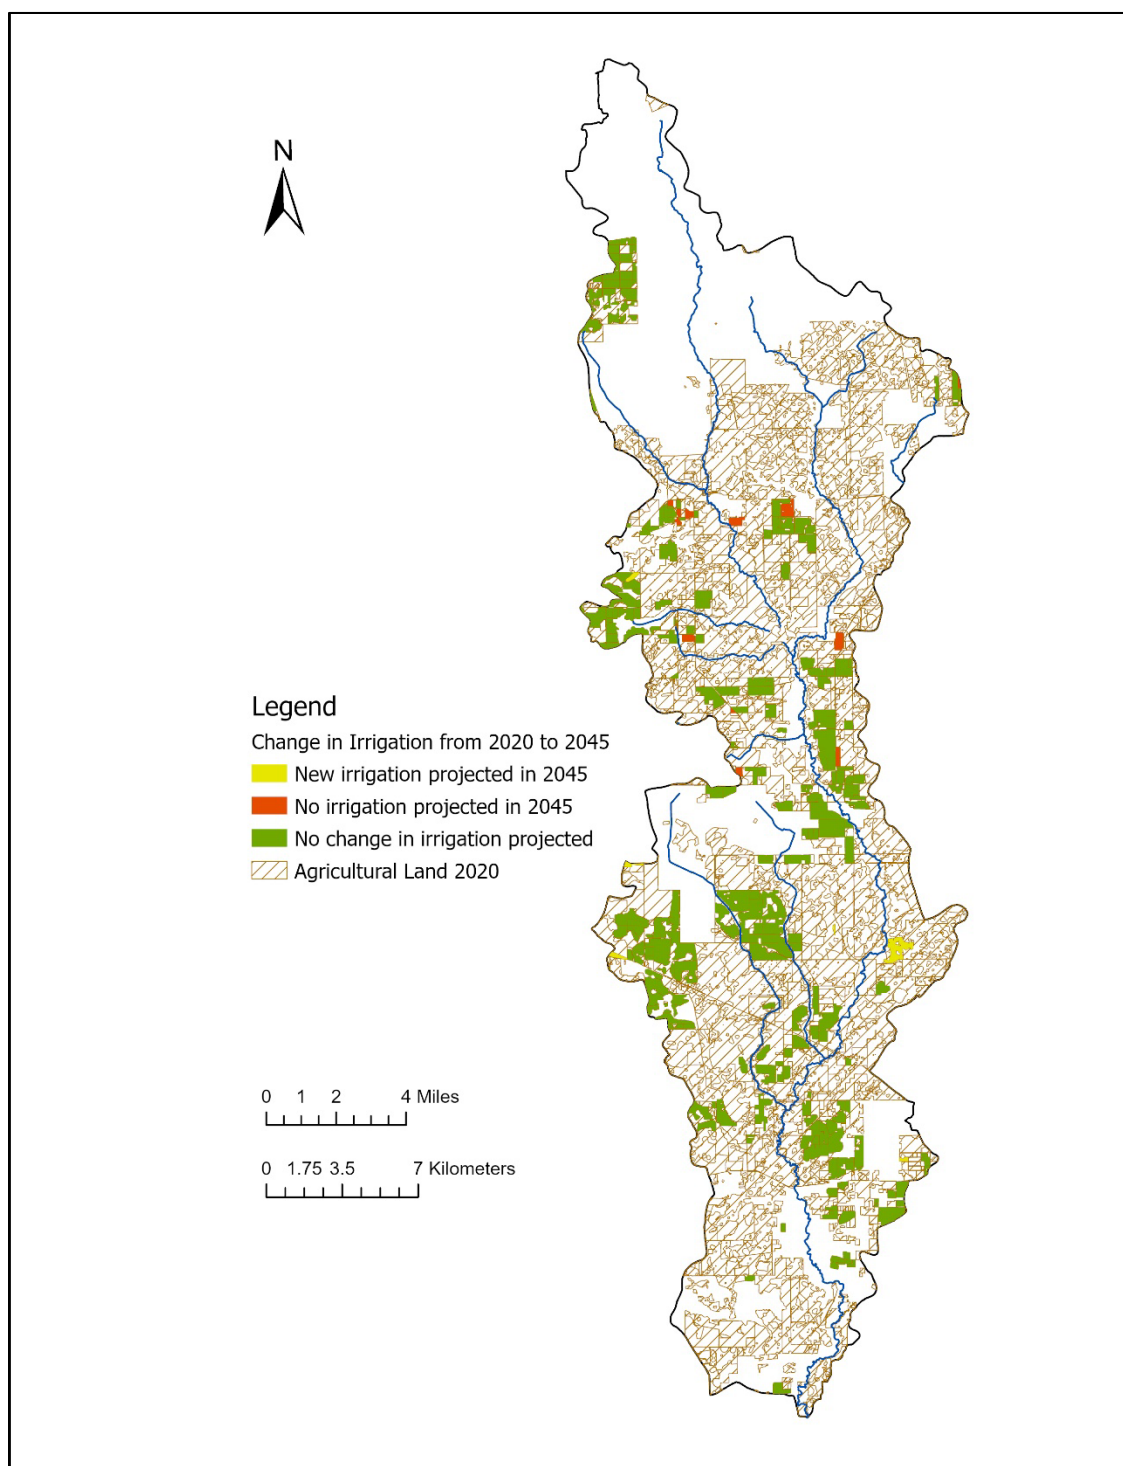 N
Legend
Change in Irrigation from 2020 to 2045
New irrigation projected in 2045
No irrigation projected in 2045
No change in irrigation projected
Agricultural Land 2020
0 1 2 4 Miles
0 1.75 3.5 7 Kilometers